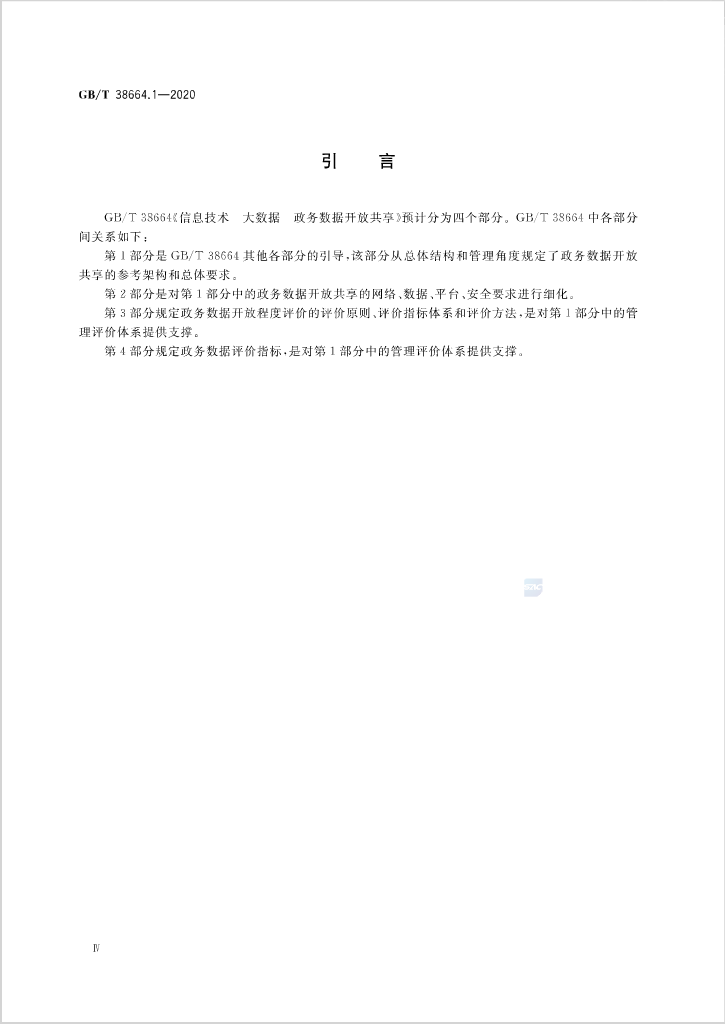 GB/T 38664.1—2020
引 言
GB/T 38664《信息技术 大数据 政务数据开放共享》预计分为四个部分。GB/T 38664 中各部分
间关系如下:
第 1 部分是 GB/T 38664 其他各部分的引导,该部分从总体结构和管理角度规定了政务数据开放
共享的参考架构和总体要求。
第 2 部分是对第 1 部分中的政务数据开放共享的网络、数据、平台、安全要求进行细化。
第 3 部分规定政务数据开放程度评价的评价原则、评价指标体系和评价方法,是对第 1 部分中的管
理评价体系提供支撑。
第 4 部分规定政务数据评价指标,是对第 1 部分中的管理评价体系提供支撑。
Ⅳ